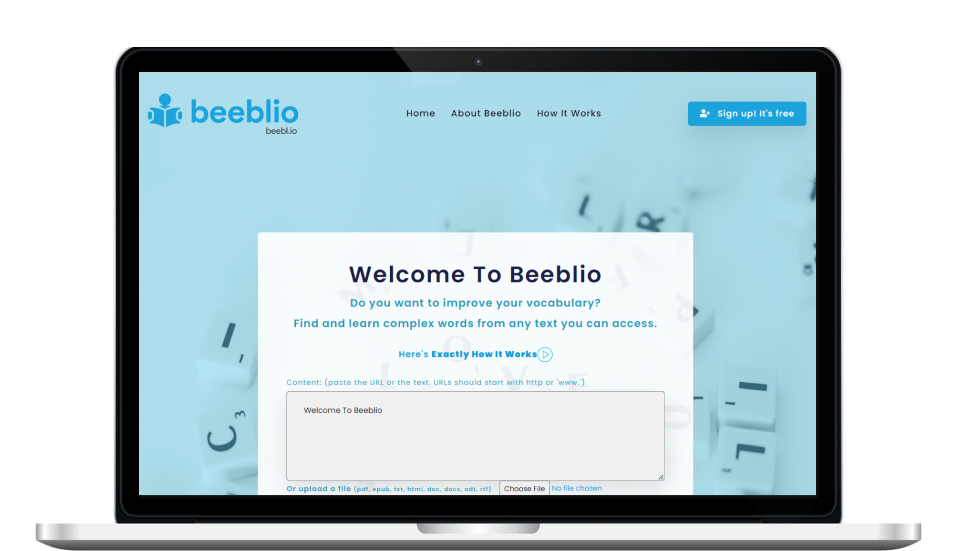 beeblio
beebl.io
Home About Beeblio How It Works
Sign up! It's free
Welcome To Beeblio
Do you want to improve your vocabulary?
Find and learn complex words from any text you can access.
Here's Exactly How It Works
Content: (paste the URL or the text. URLs should start with http or 'www.')
Welcome To Beeblio
Or upload a file (pdf, epub, txt, html, doc, docx, odt, rtf) Choose File No file chosen
L
R
I
C 3
L